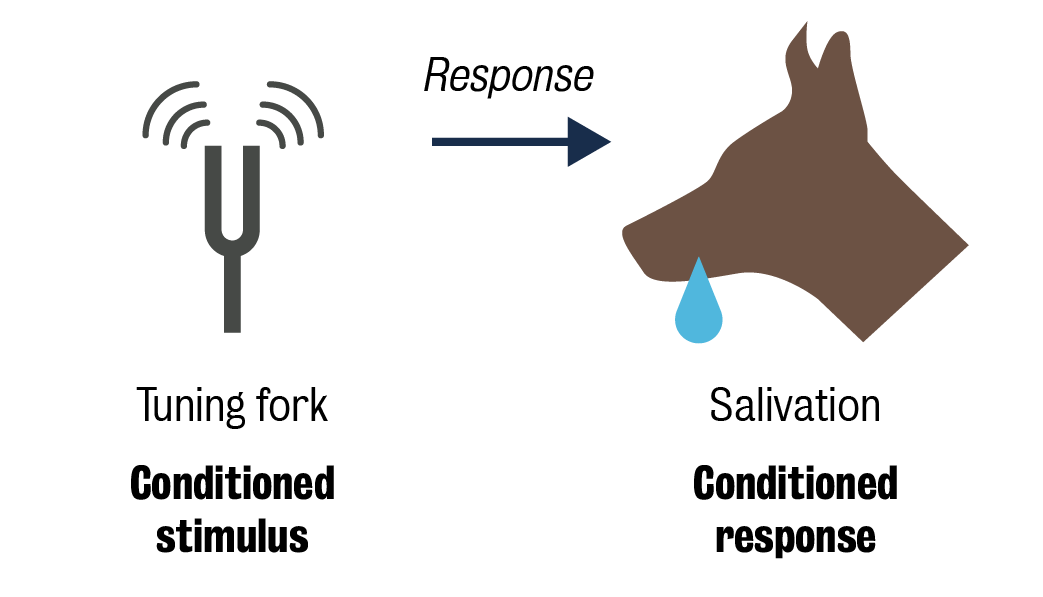 Response
Tuning fork
Conditioned
stimulus
Salivation
Conditioned
response